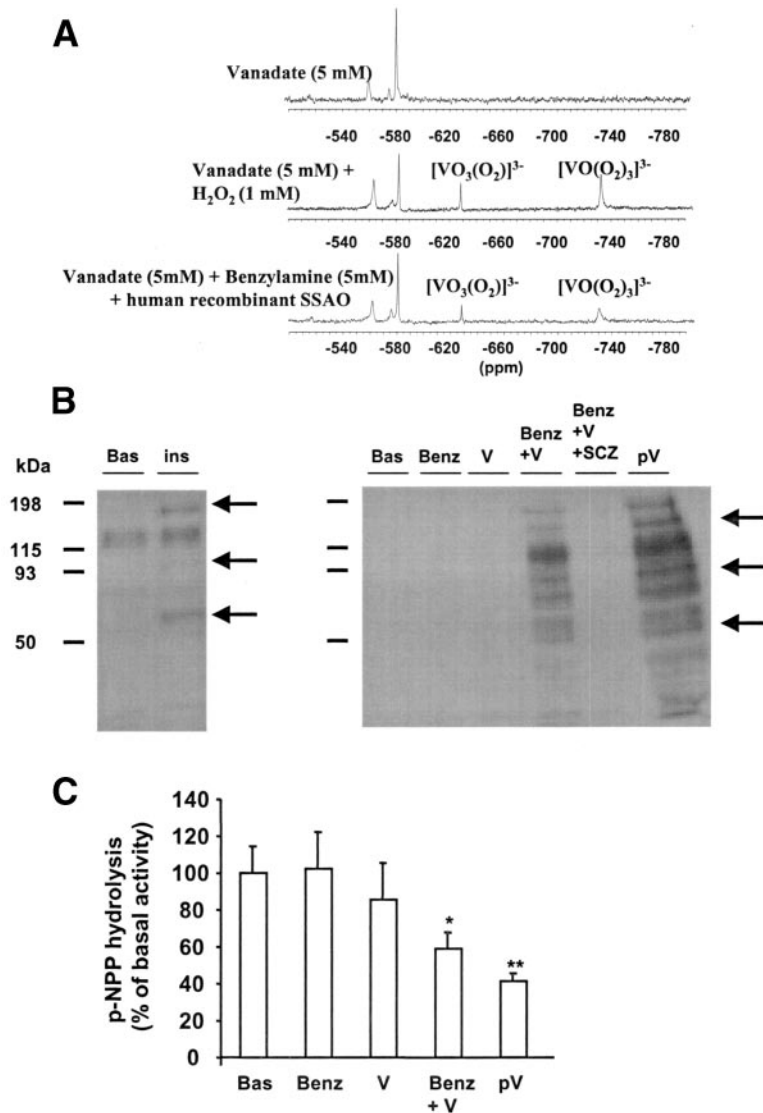 A
Vanadate (5 mM)
-540 -580 -620 -660 -700 -740 -780
Vanadate (5 mM) +
H₂O₂ (1 mM)
[VO₃(O₂)]³⁻ [VO(O₂)₃]³⁻
-540 -580 -620 -660 -700 -740 -780
Vanadate (5mM) + Benzylamine (5mM)
+ human recombinant SSAO
[VO₃(O₂)]³⁻ [VO(O₂)₃]³⁻
-540 -580 -620 -660 -700 -740 -780
(ppm)
B
kDa
Bas ins
198
115
93
50
Bas Benz V
Benz
+V
Benz
+V
+SCZ
pV
C
p-NPP hydrolysis
(% of basal activity)
140
120
100
80
60
40
20
0
*
**
Bas Benz V Benz
+ V
pV